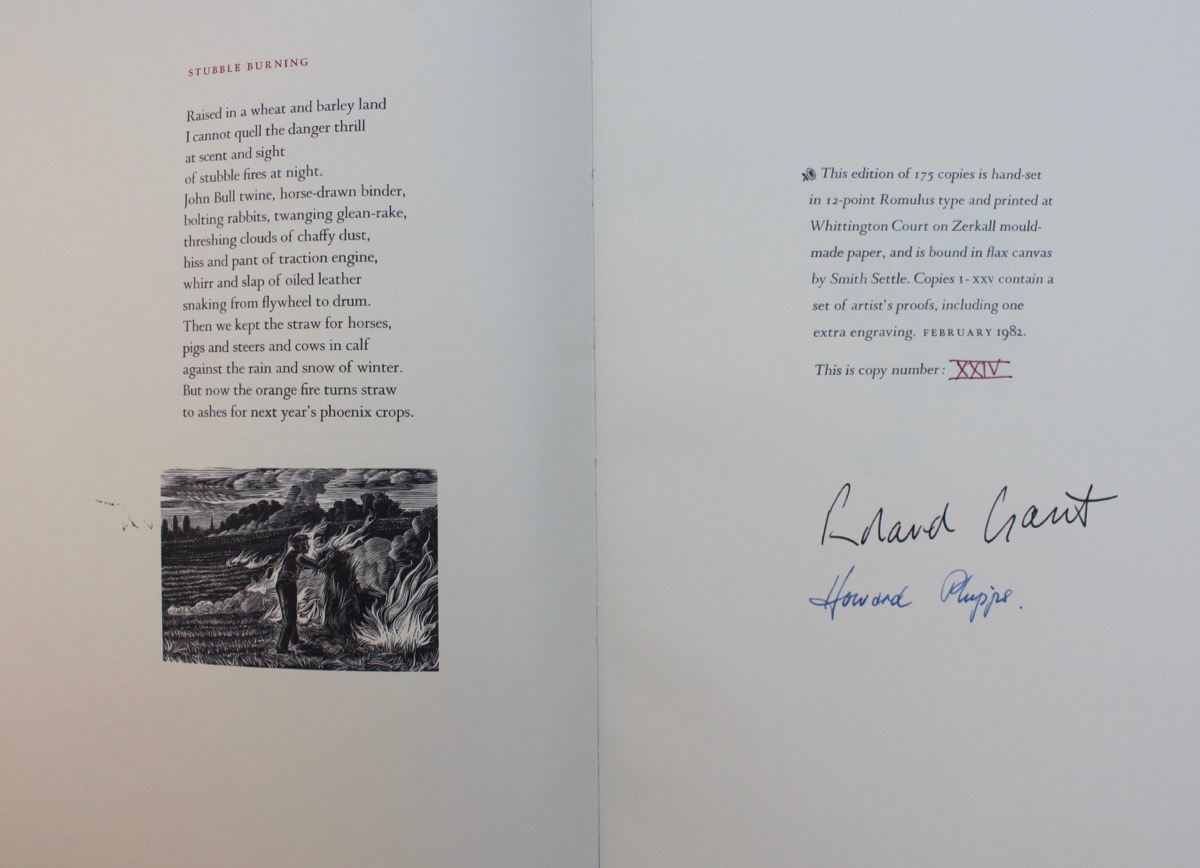 STUBBLE BURNING
Raised in a wheat and barley land
I cannot quell the danger thrill
at scent and sight
of stubble fires at night.
John Bull twine, horse-drawn binder,
bolting rabbits, twanging glean-rake,
threshing clouds of chaffy dust,
hiss and pant of traction engine,
whirr and slap of oiled leather
snaking from flywheel to drum.
Then we kept the straw for horses,
pigs and steers and cows in calf
against the rain and snow of winter.
But now the orange fire turns straw
to ashes for next year's phoenix crops.
This edition of 175 copies is hand-set
in 12-point Romulus type and printed at
Whittington Court on Zerkall mould-
made paper, and is bound in flax canvas
by Smith Settle. Copies I-XXV contain a
set of artist's proofs, including one
extra engraving. FEBRUARY 1982.
This is copy number: XXIV
Roland Gant
Howard Phipps.